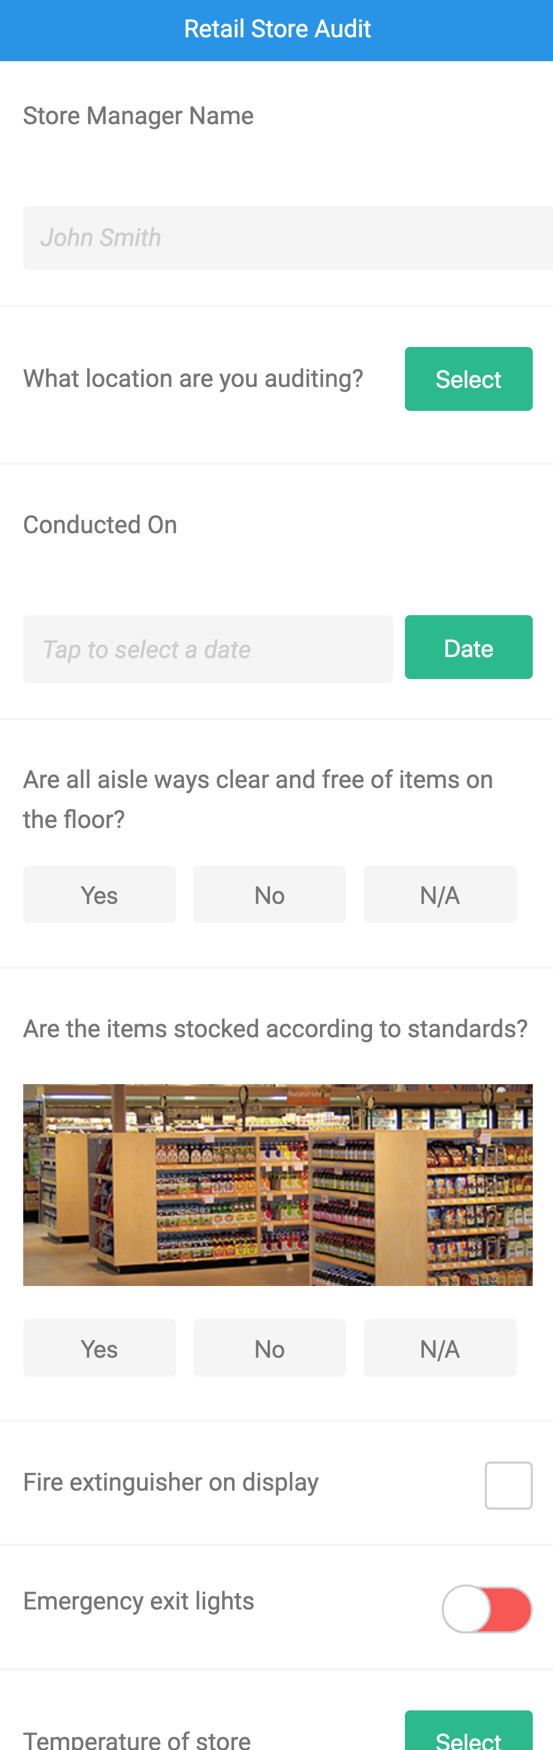 Retail Store Audit
Store Manager Name
John Smith
What location are you auditing?
Select
Conducted On
Tap to select a date
Date
Are all aisle ways clear and free of items on
the floor?
Yes No N/A
Are the items stocked according to standards?
Yes No N/A
Fire extinguisher on display
Emergency exit lights
Temperature of store
Select